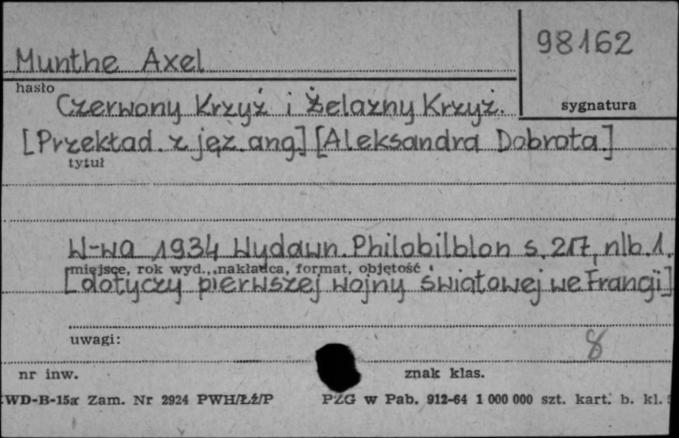 Munthe Axel
98162
hasło
sygnatura
Czerwony Krzyż i Żelazny Krzyż.
[Przekład z jęz. ang] [Aleksandra Dobrota.]
tytuł
W-wa 1934 Wydawn. Philobilblon s. 217, nlb. 1.
miejsce, rok wyd., nakładca, format, objętość
[dotyczy pierwszej wojny światowej we Francji]
uwagi:
8
nr inw.
znak klas.
WD-B-15a Zam. Nr 2924 PWH/Łż/P PZG w Pab. 912-64 1 000 000 szt. kart. b. kl.